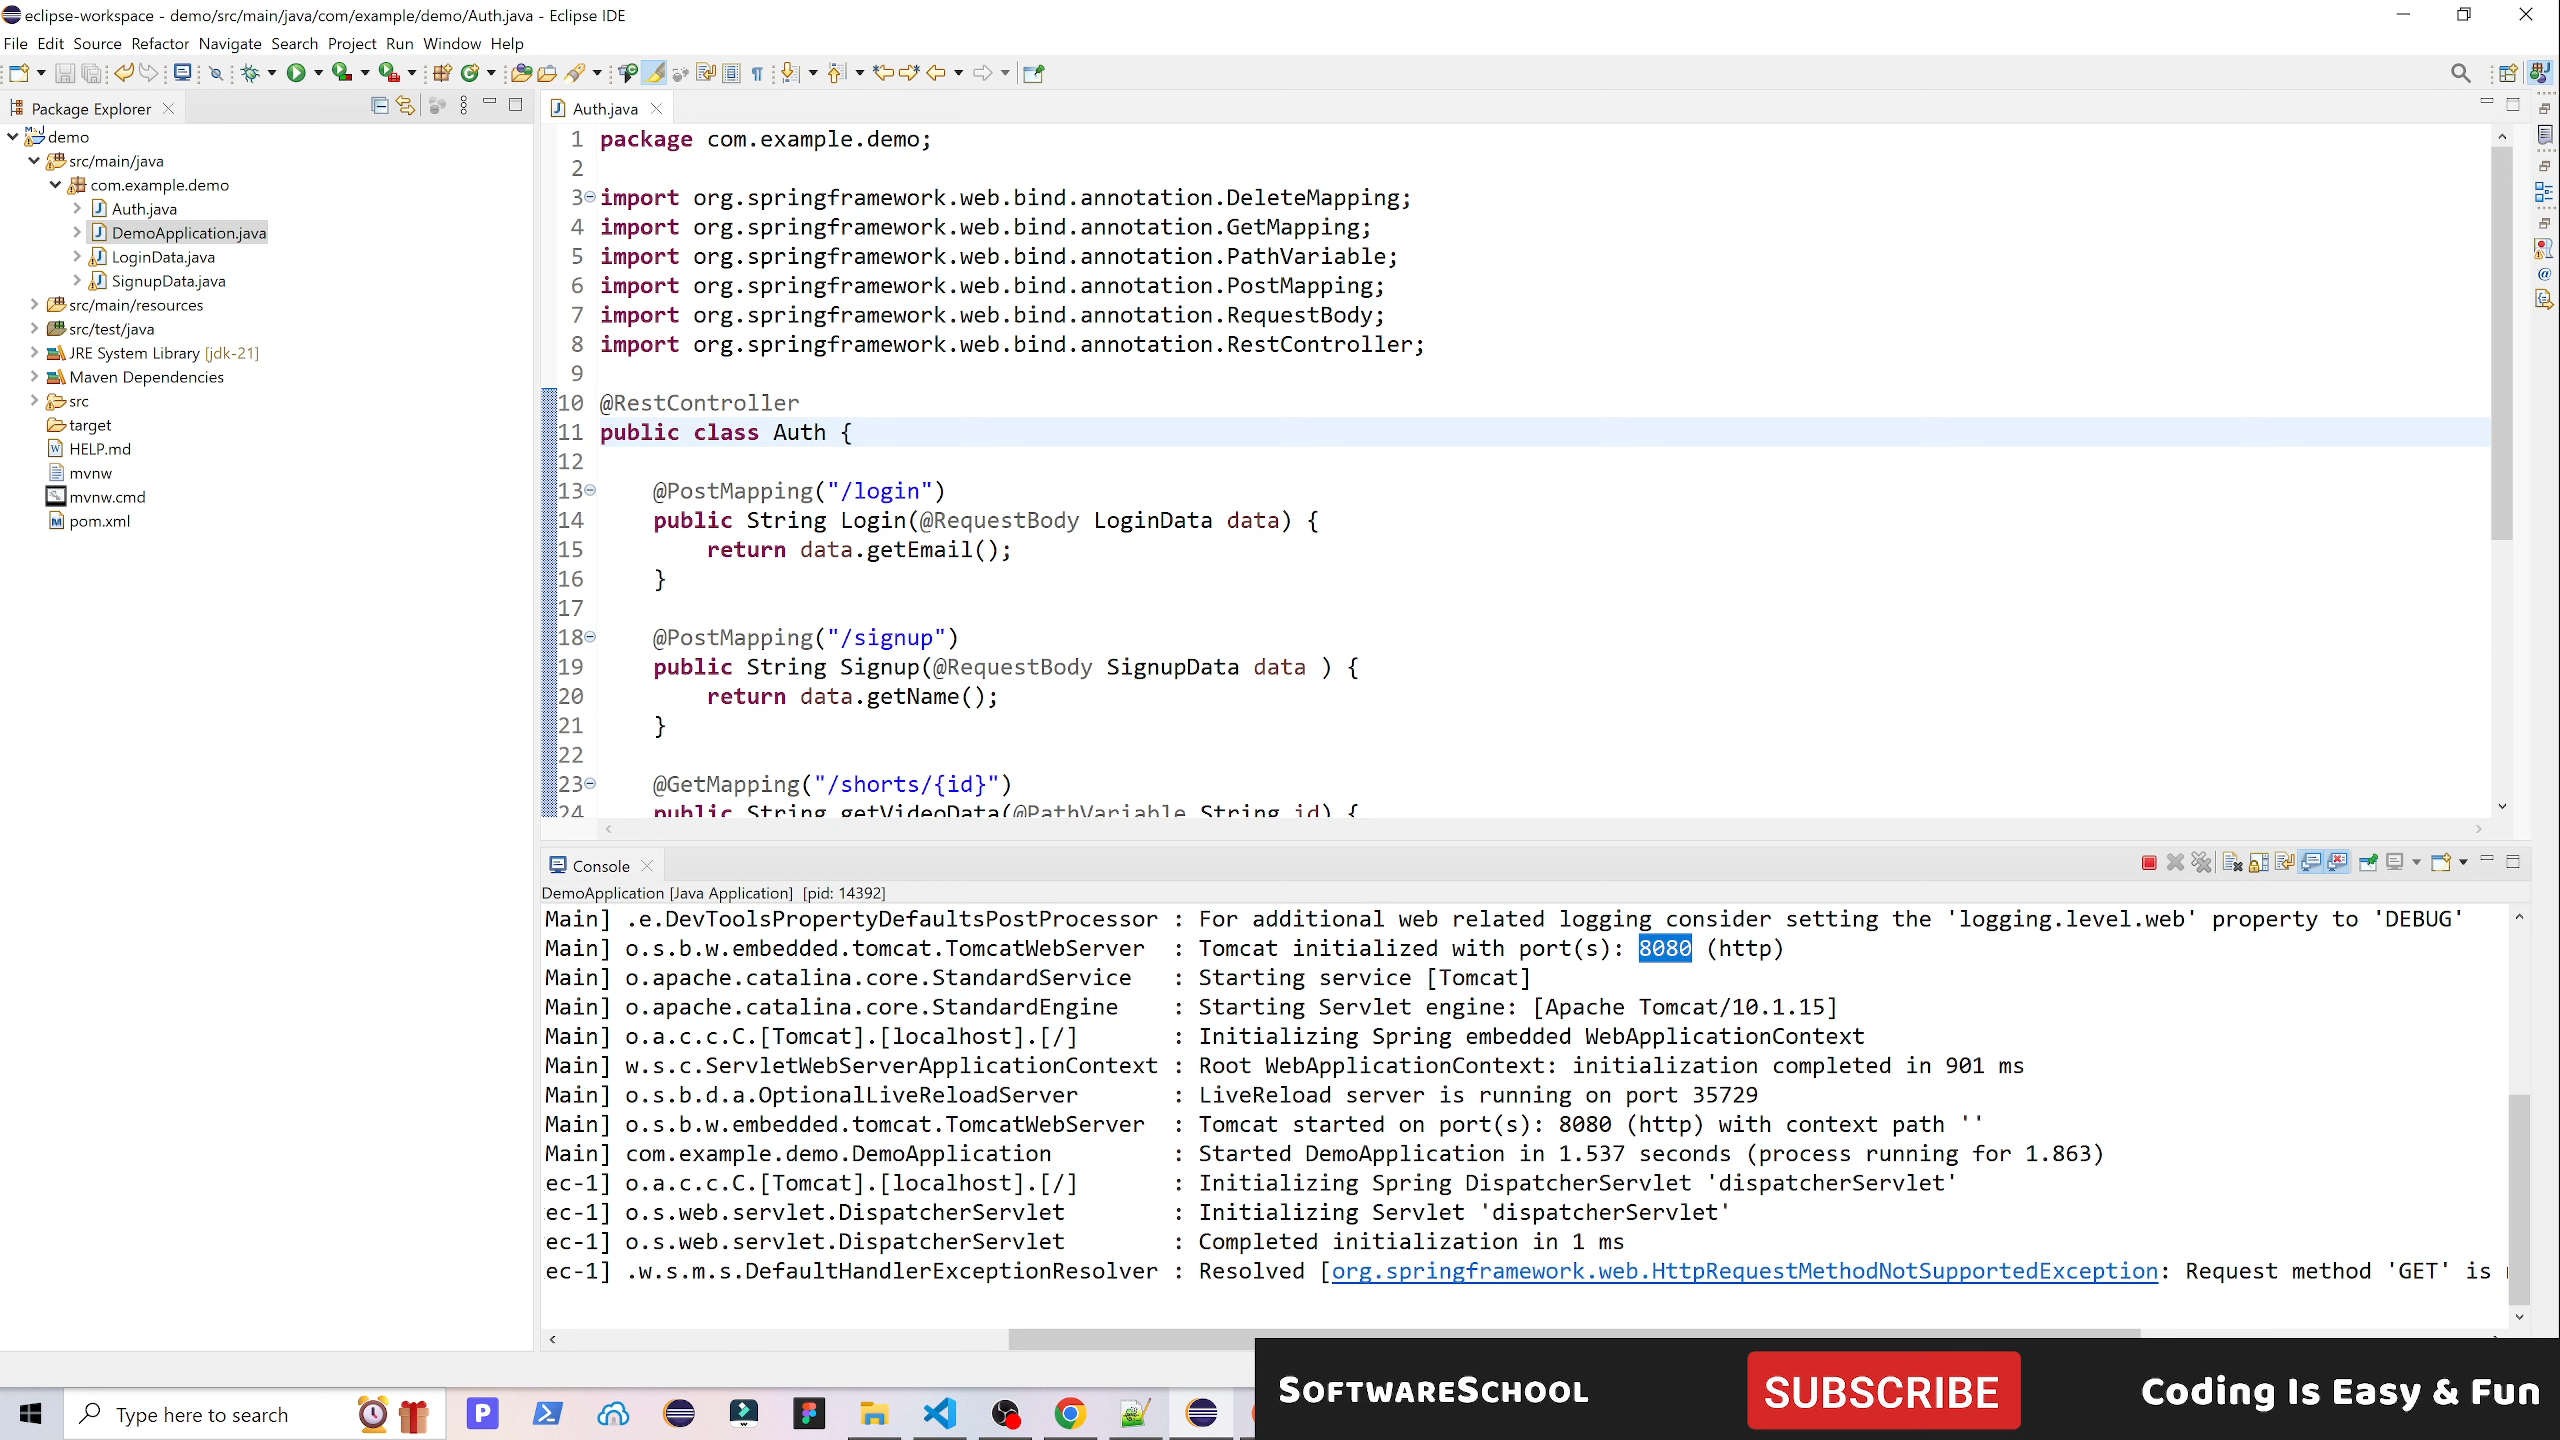 eclipse-workspace - demo/src/main/java/com/example/demo/Auth.java - Eclipse IDE
File Edit Source Refactor Navigate Search Project Run Window Help
Package Explorer
demo
src/main/java
com.example.demo
Auth.java
DemoApplication.java
LoginData.java
SignupData.java
src/main/resources
src/test/java
JRE System Library [jdk-21]
Maven Dependencies
src
target
HELP.md
mvnw
mvnw.cmd
pom.xml
Auth.java
1 package com.example.demo;
2
3 import org.springframework.web.bind.annotation.DeleteMapping;
4 import org.springframework.web.bind.annotation.GetMapping;
5 import org.springframework.web.bind.annotation.PathVariable;
6 import org.springframework.web.bind.annotation.PostMapping;
7 import org.springframework.web.bind.annotation.RequestBody;
8 import org.springframework.web.bind.annotation.RestController;
9
10 @RestController
11 public class Auth {
12
13 @PostMapping("/login")
14 public String Login(@RequestBody LoginData data) {
15 return data.getEmail();
16 }
17
18 @PostMapping("/signup")
19 public String Signup(@RequestBody SignupData data ) {
20 return data.getName();
21 }
22
23 @GetMapping("/shorts/{id}")
24 public String getVideoData(@PathVariable String id) {
Console
DemoApplication [Java Application] [pid: 14392]
Main] .e.DevToolsPropertyDefaultsPostProcessor : For additional web related logging consider setting the 'logging.level.web' property to 'DEBUG'
Main] o.s.b.w.embedded.tomcat.TomcatWebServer : Tomcat initialized with port(s): 8080 (http)
Main] o.apache.catalina.core.StandardService : Starting service [Tomcat]
Main] o.apache.catalina.core.StandardEngine : Starting Servlet engine: [Apache Tomcat/10.1.15]
Main] o.a.c.c.C.[Tomcat].[localhost].[/] : Initializing Spring embedded WebApplicationContext
Main] w.s.c.ServletWebServerApplicationContext : Root WebApplicationContext: initialization completed in 901 ms
Main] o.s.b.d.a.OptionalLiveReloadServer : LiveReload server is running on port 35729
Main] o.s.b.w.embedded.tomcat.TomcatWebServer : Tomcat started on port(s): 8080 (http) with context path ''
Main] com.example.demo.DemoApplication : Started DemoApplication in 1.537 seconds (process running for 1.863)
ec-1] o.a.c.c.C.[Tomcat].[localhost].[/] : Initializing Spring DispatcherServlet 'dispatcherServlet'
ec-1] o.s.web.servlet.DispatcherServlet : Initializing Servlet 'dispatcherServlet'
ec-1] o.s.web.servlet.DispatcherServlet : Completed initialization in 1 ms
ec-1] .w.s.m.s.DefaultHandlerExceptionResolver : Resolved [org.springframework.web.HttpRequestMethodNotSupportedException: Request method 'GET' is
SOFTWARESCHOOL
SUBSCRIBE
Coding Is Easy & Fun
Type here to search